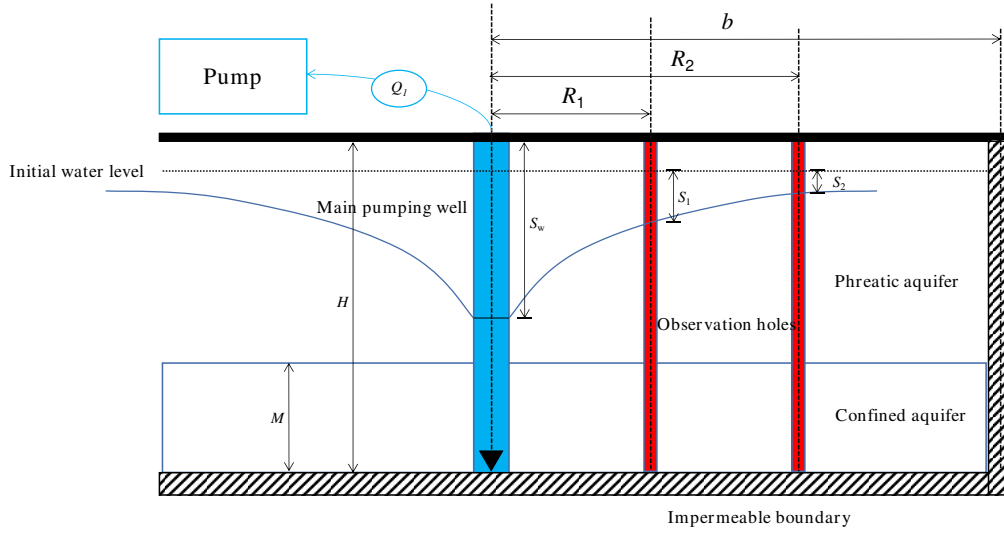 b
Pump
R2
Q1
R1
Initial water level
S1
S2
Main pumping well
Sw
Phreatic aquifer
H
Observation holes
M
Confined aquifer
Impermeable boundary